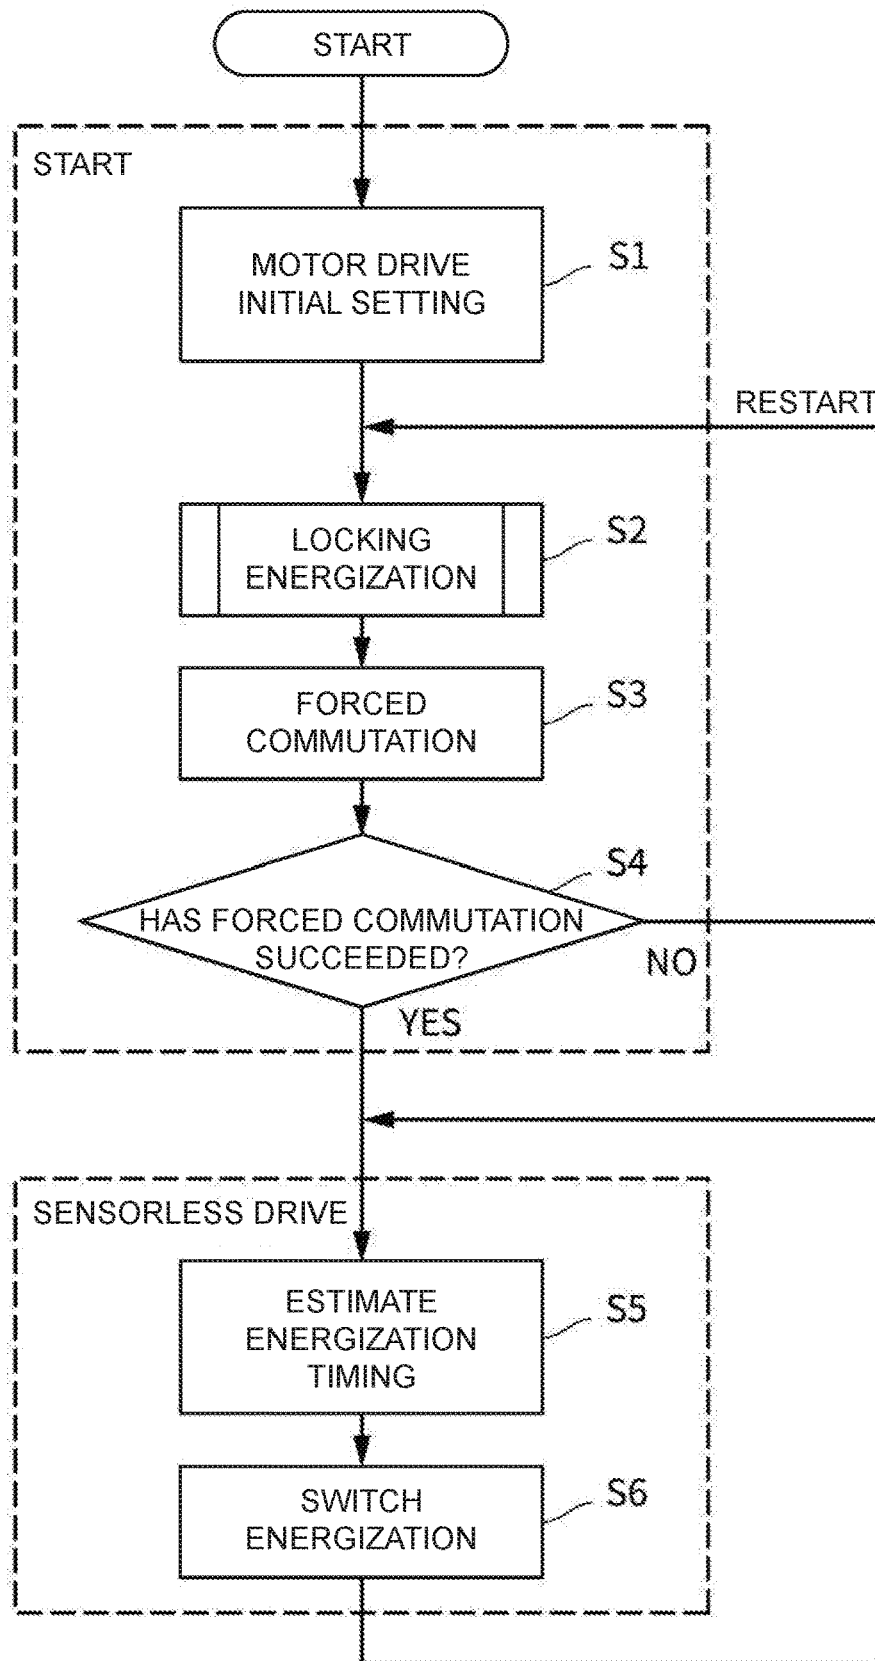 START
START
MOTOR DRIVE
INITIAL SETTING
S1
RESTART
LOCKING
ENERGIZATION
S2
FORCED
COMMUTATION
S3
S4
HAS FORCED COMMUTATION
SUCCEEDED?
NO
YES
SENSORLESS DRIVE
ESTIMATE
ENERGIZATION
TIMING
S5
SWITCH
ENERGIZATION
S6